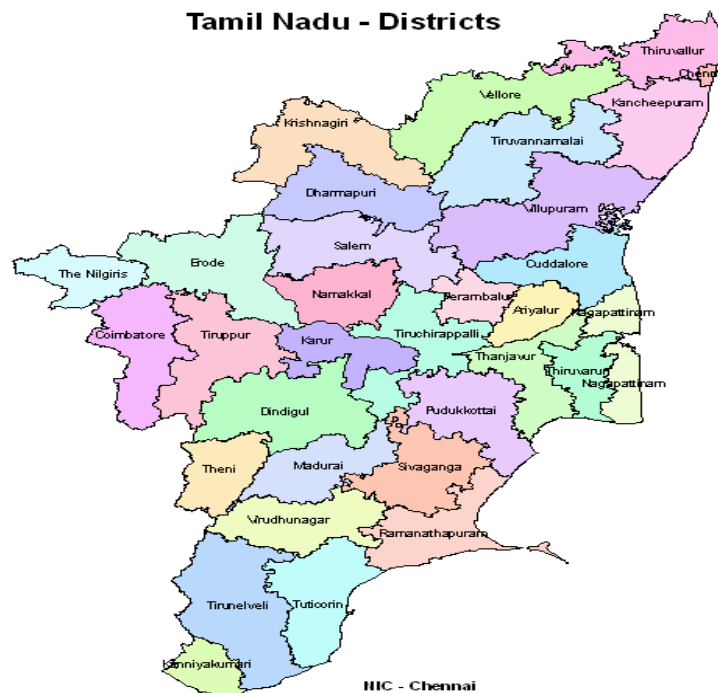 Tamil Nadu - Districts
Thiruvallur
Chenn
Vellore
Kancheepuram
Krishnagiri
Tiruvannamalai
Dharmapuri
Villupuram
Salem
Erode
Cuddalore
The Nilgiris
Namakkal
Perambalur
Ariyalur
Nagapattinam
Coimbatore
Tiruppur
Karur
Tiruchirappalli
Thanjavur
Thiruvarur
Nagapattinam
Dindigul
Pudukkottai
Theni
Madurai
Sivaganga
Virudhunagar
Ramanathapuram
Tirunelveli
Tuticorin
Kanniyakumari
NIC - Chennai